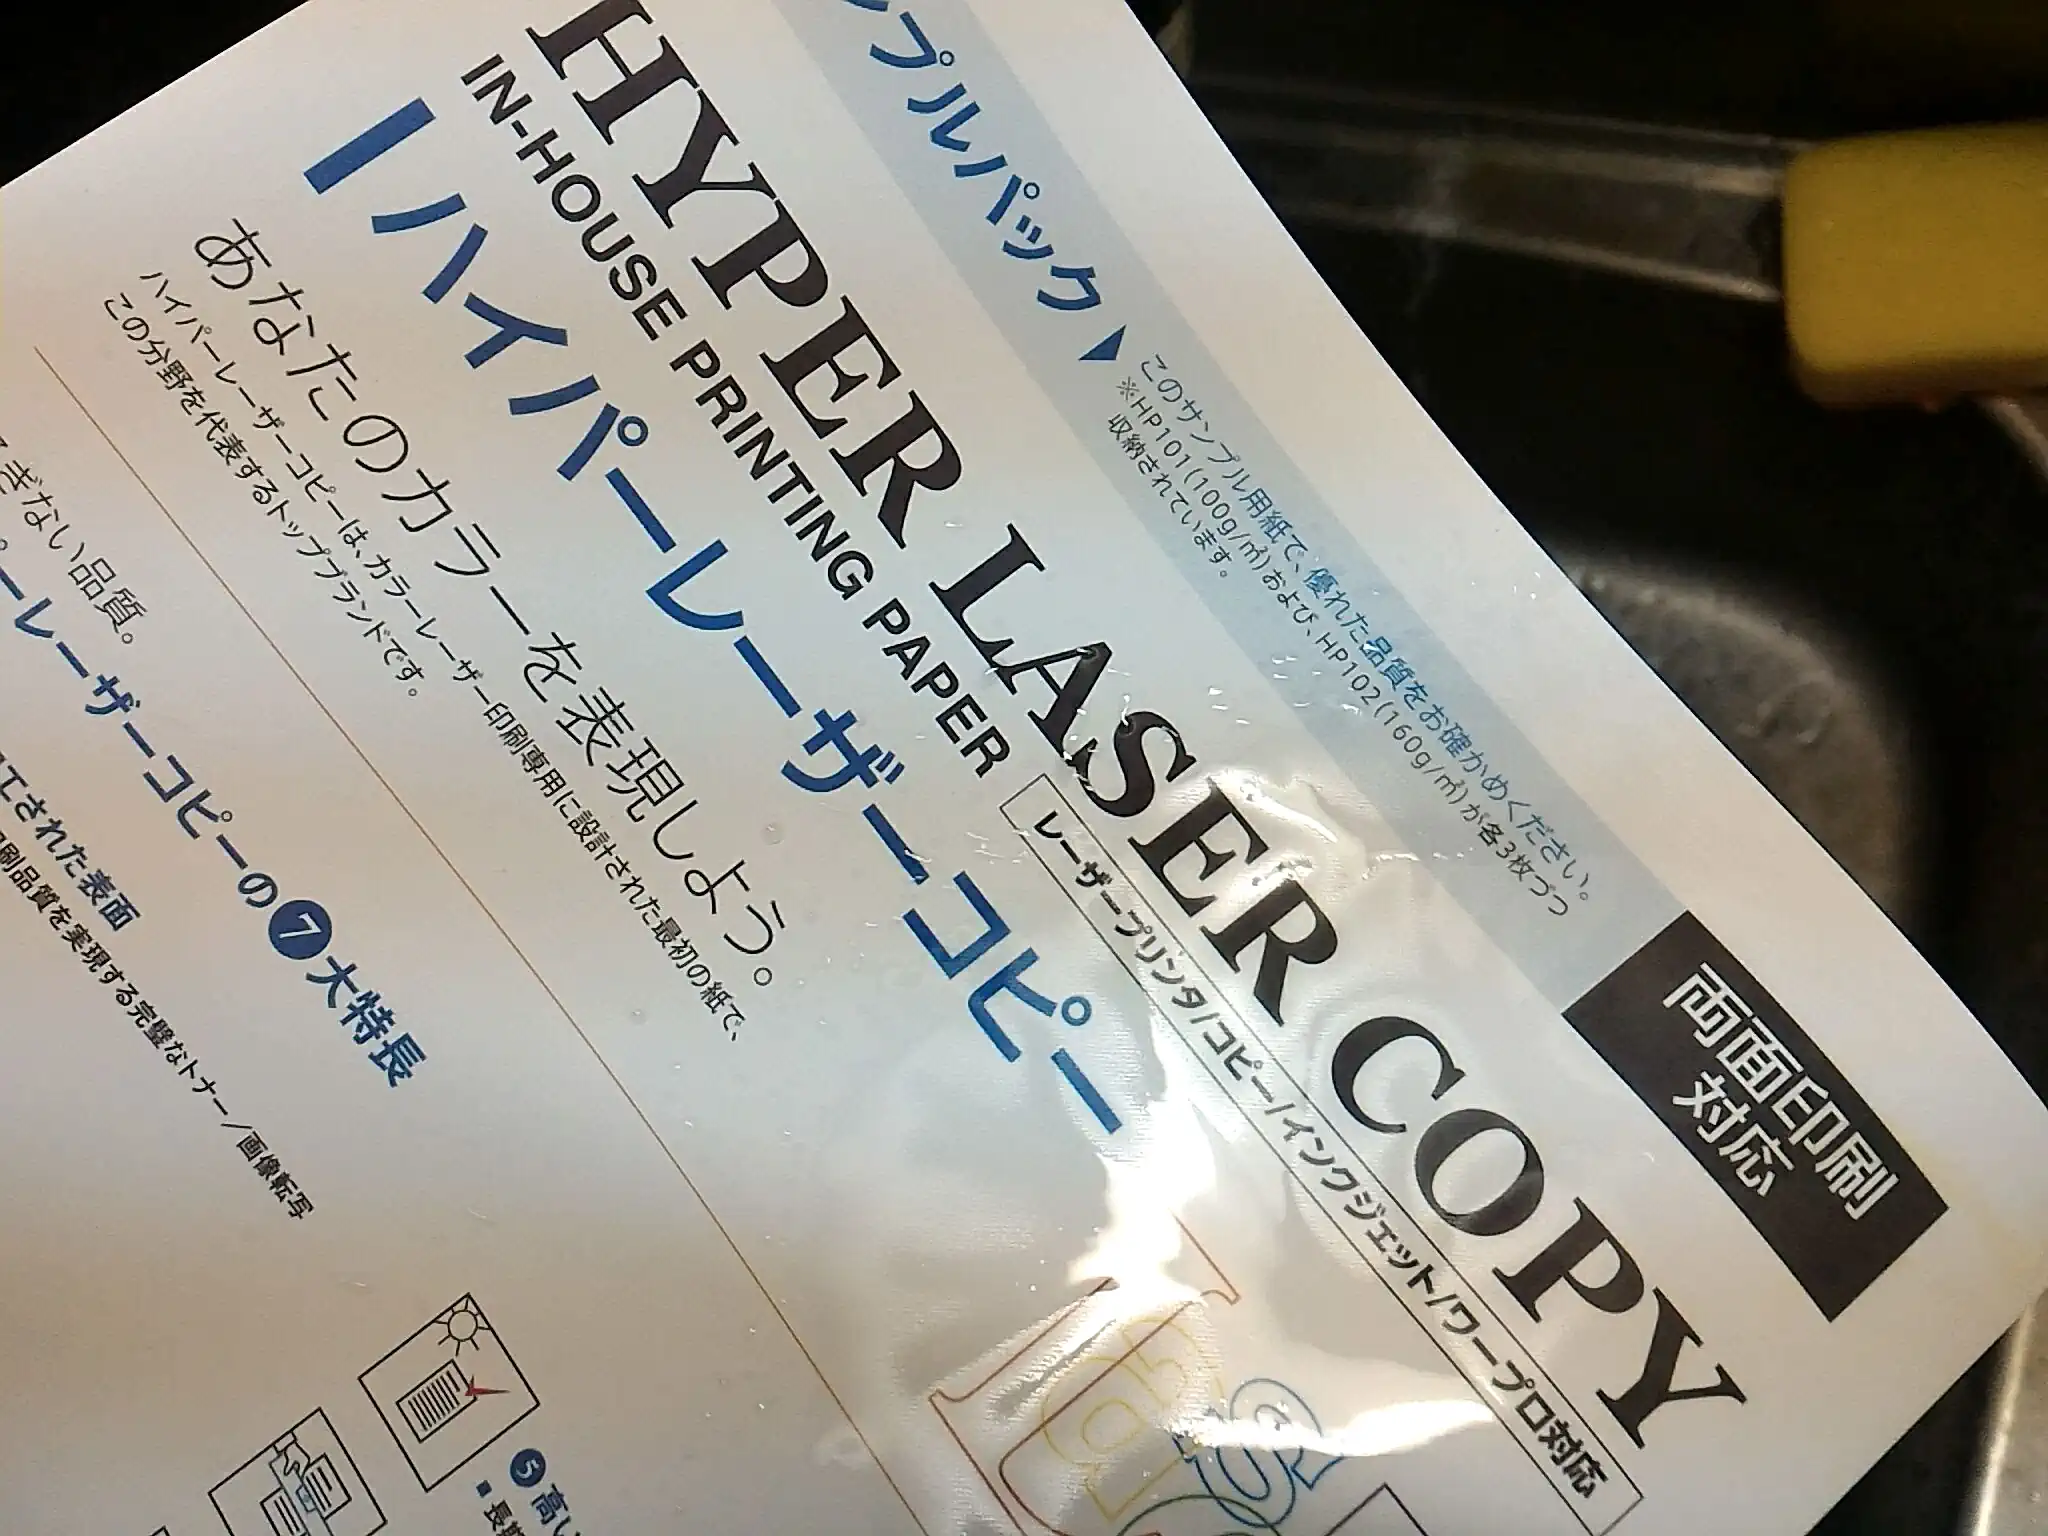 ンプルパック
このサンプル用紙で、優れた品質をお確かめください。
※HP101(100g/㎡)および、HP102(160g/㎡)が各3枚づつ
収納されています。
両面印刷
対応
HYPER LASER COPY
IN-HOUSE PRINTING PAPER
レーザープリンタ/コピー/インクジェット/ワープロ対応
ハイパーレーザーコピー
あなたのカラーを表現しよう。
ハイパーレーザーコピーは、カラーレーザー印刷専用に設計された最初の紙で、
この分野を代表するトップブランドです。
ぎない品質。
ーレーザーコピーの7大特長
工された表面
刷品質を実現する完璧なトナー/画像転写
5 高い
■ 長期